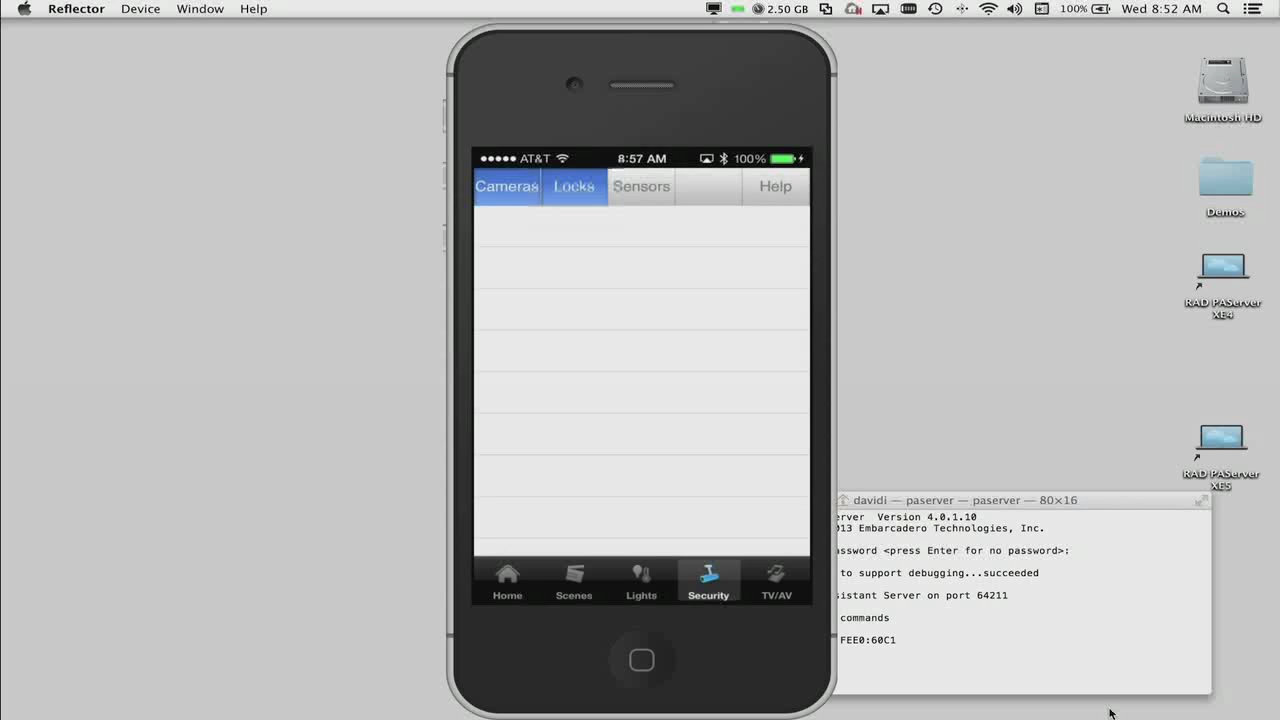 Reflector Device Window Help 2.50 GB 100% Wed 8:52 AM
Macintosh HD
Demos
RAD PAServer
XE4
RAD PAServer
XE5
AT&T 8:57 AM 100%
Cameras Locks Sensors Help
Home Scenes Lights Security TV/AV
davidi — paserver — paserver — 80×16
erver Version 4.0.1.10
13 Embarcadero Technologies, Inc.
assword <press Enter for no password>:
to support debugging...succeeded
sistant Server on port 64211
commands
FEE0:60C1